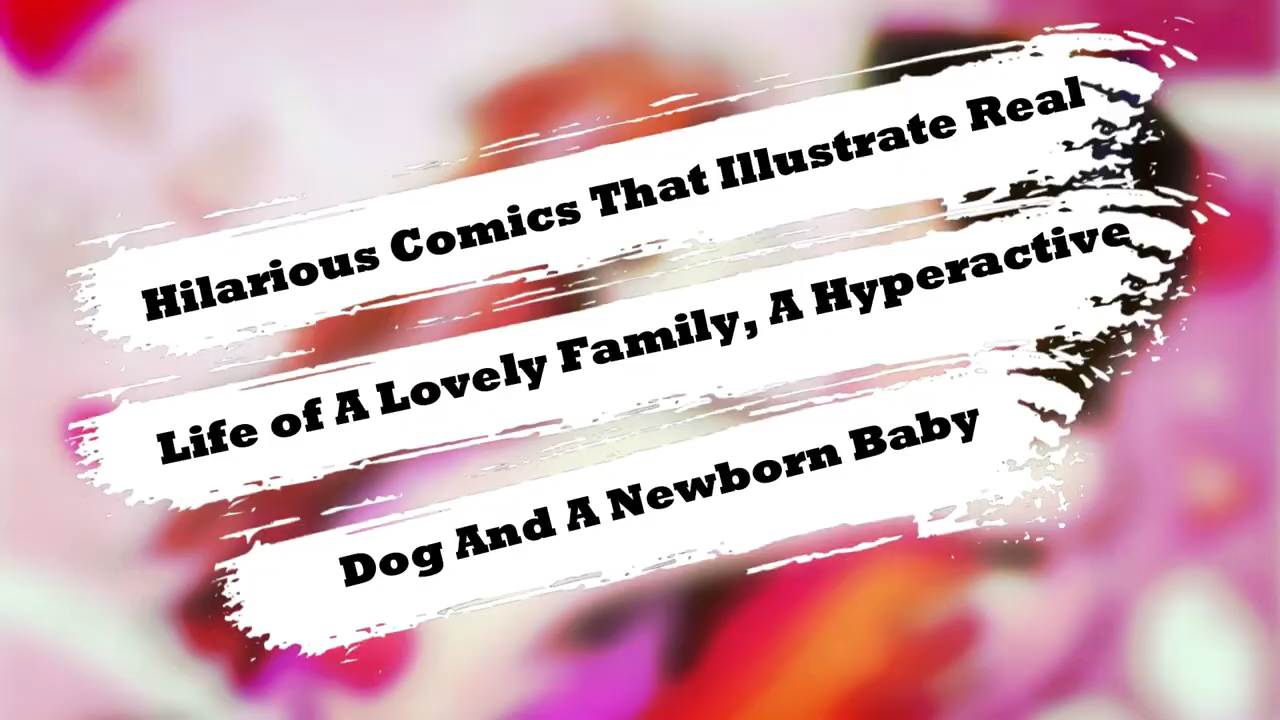 Hilarious Comics That Illustrate Real
Life of A Lovely Family, A Hyperactive
Dog And A Newborn Baby